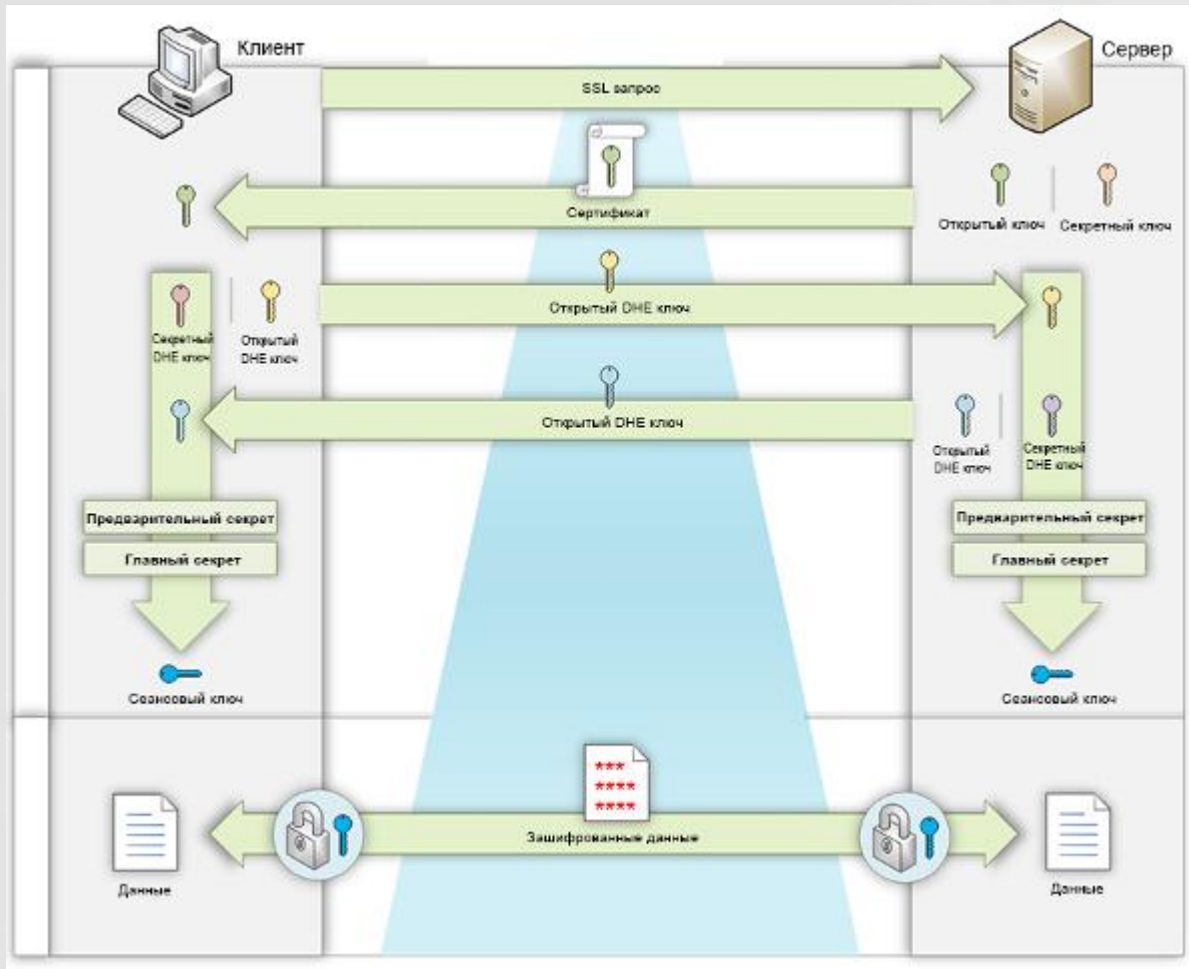 Клиент
Сервер
SSL запрос
Сертификат
Открытый ключ
Секретный ключ
Открытый DHE ключ
Секретный
DHE ключ
Открытый
DHE ключ
Открытый DHE ключ
Открытый
DHE ключ
Секретный
DHE ключ
Предварительный секрет
Предварительный секрет
Главный секрет
Главный секрет
Сеансовый ключ
Сеансовый ключ
***
****
****
Зашифрованные данные
Данные
Данные